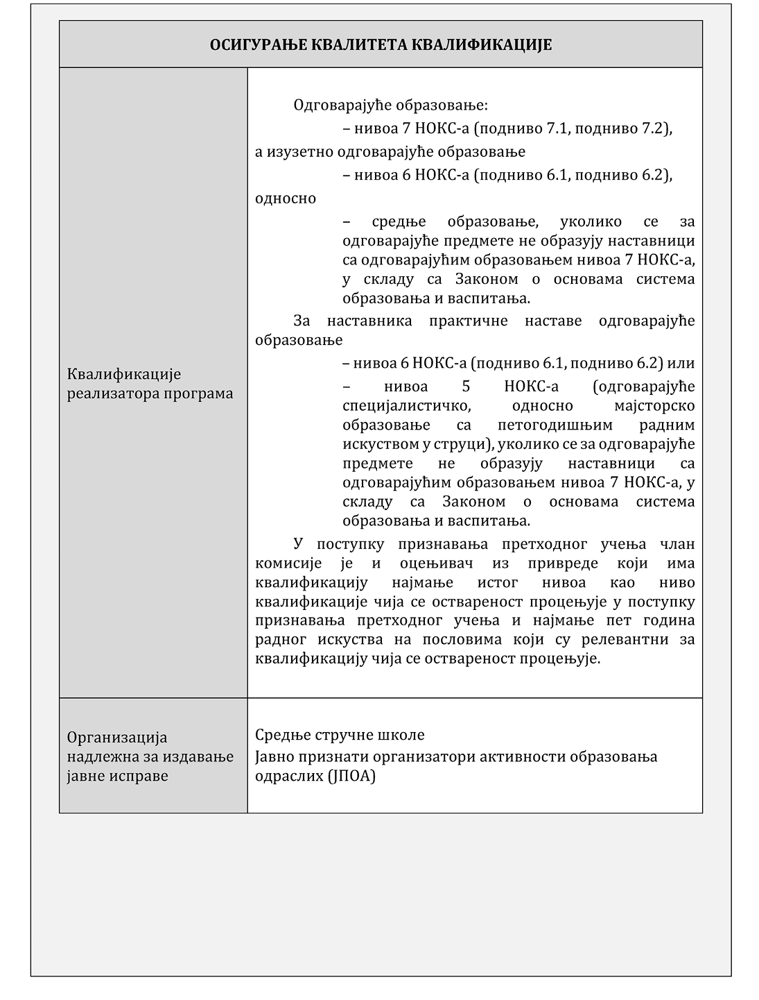 ОСИГУРАЊЕ КВАЛИТЕТА КВАЛИФИКАЦИЈЕ
Квалификације
реализатора програма
Одговарајуће образовање:
– нивоа 7 НОКС-а (подниво 7.1, подниво 7.2),
а изузетно одговарајуће образовање
– нивоа 6 НОКС-а (подниво 6.1, подниво 6.2),
односно
– средње образовање, уколико се за
одговарајуће предмете не образују наставници
са одговарајућим образовањем нивоа 7 НОКС-а,
у складу са Законом о основама система
образовања и васпитања.
За наставника практичне наставе одговарајуће
образовање
– нивоа 6 НОКС-а (подниво 6.1, подниво 6.2) или
– нивоа 5 НОКС-а (одговарајуће
специјалистичко, односно мајсторско
образовање са петогодишњим радним
искуством у струци), уколико се за одговарајуће
предмете не образују наставници са
одговарајућим образовањем нивоа 7 НОКС-а, у
складу са Законом о основама система
образовања и васпитања.
У поступку признавања претходног учења члан
комисије је и оцењивач из привреде који има
квалификацију најмање истог нивоа као ниво
квалификације чија се оствареност процењује у поступку
признавања претходног учења и најмање пет година
радног искуства на пословима који су релевантни за
квалификацију чија се оствареност процењује.
Организација
надлежна за издавање
јавне исправе
Средње стручне школе
Јавно признати организатори активности образовања
одраслих (ЈПОА)